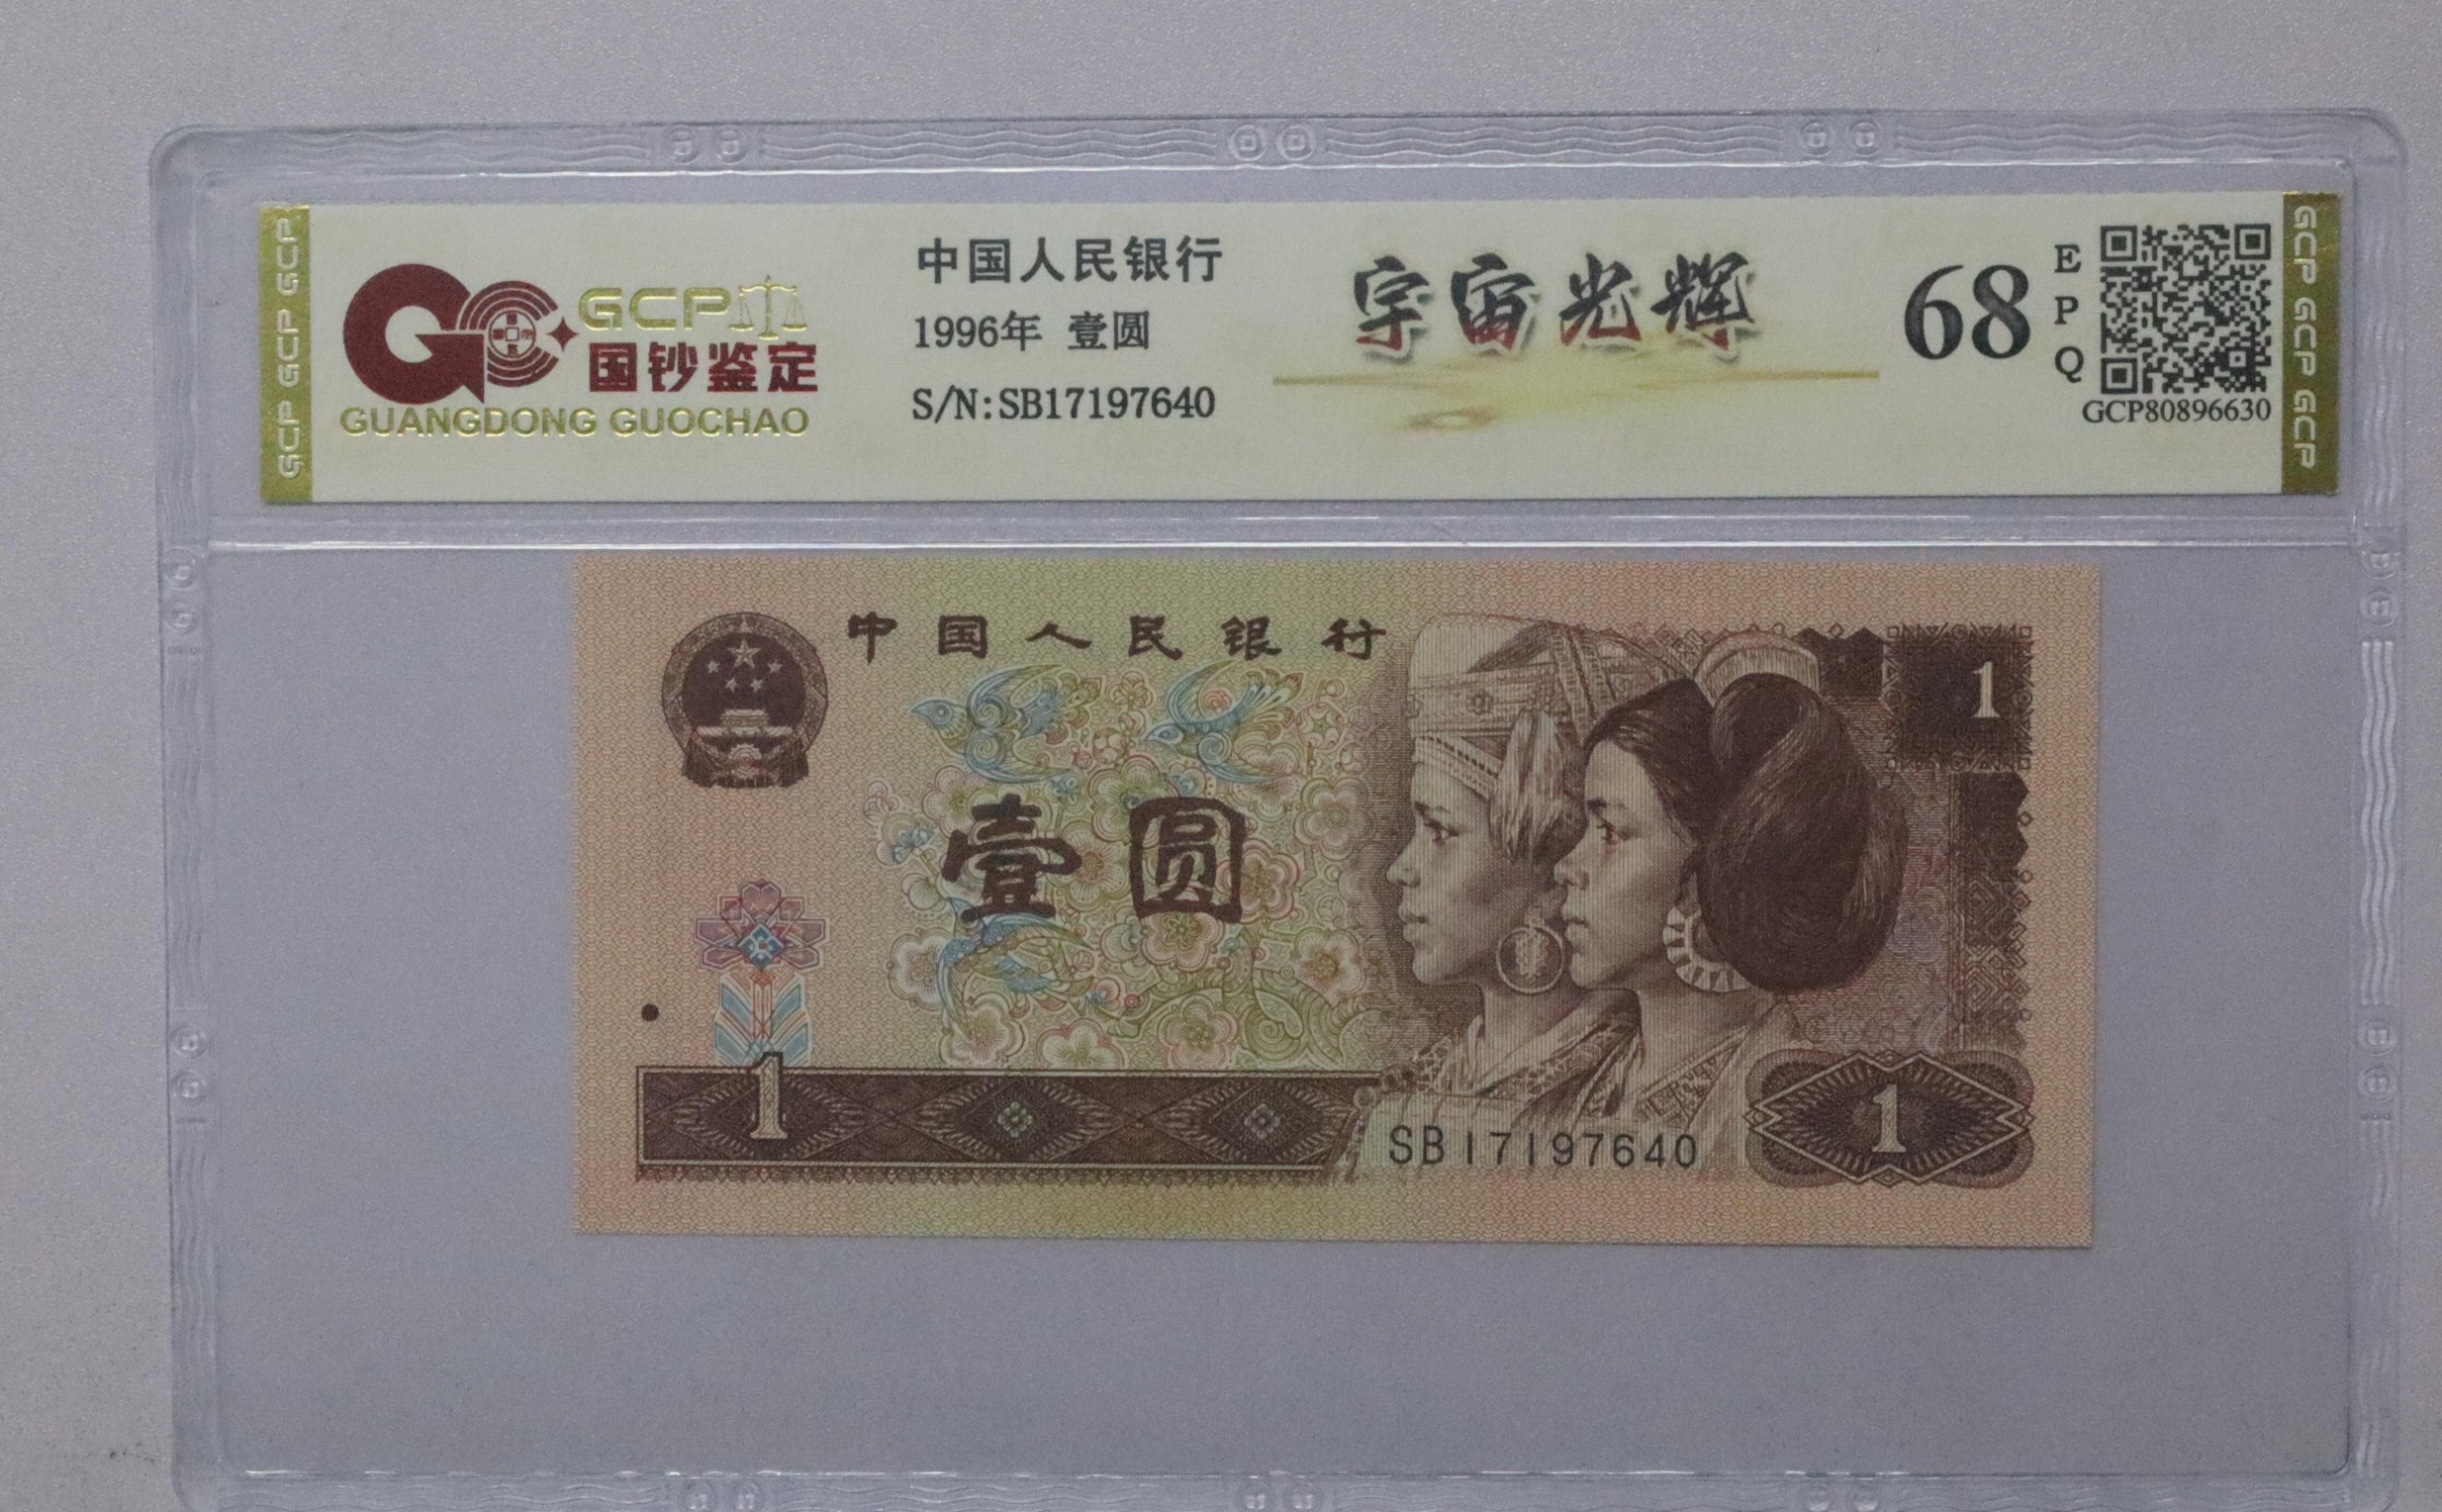 GCP GCP GCP
GCP
国钞鉴定
GUANGDONG GUOCHAO
中国人民银行
1996年 壹圆
S/N:SB17197640
宇宙光辉
68
E
P
Q
GCP80896630
GCP GCP GCP
中国人民银行
1
壹圆
1
SB17197640
1